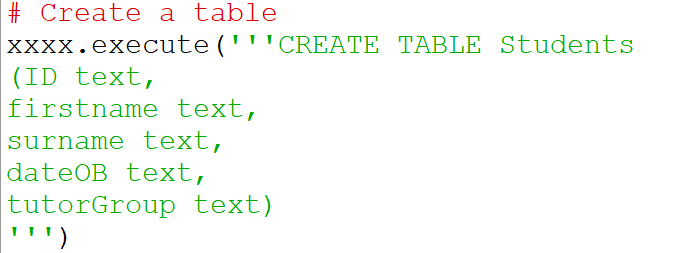 # Create a table
xxxx.execute('''CREATE TABLE Students
(ID text,
firstname text,
surname text,
dateOB text,
tutorGroup text)
''')